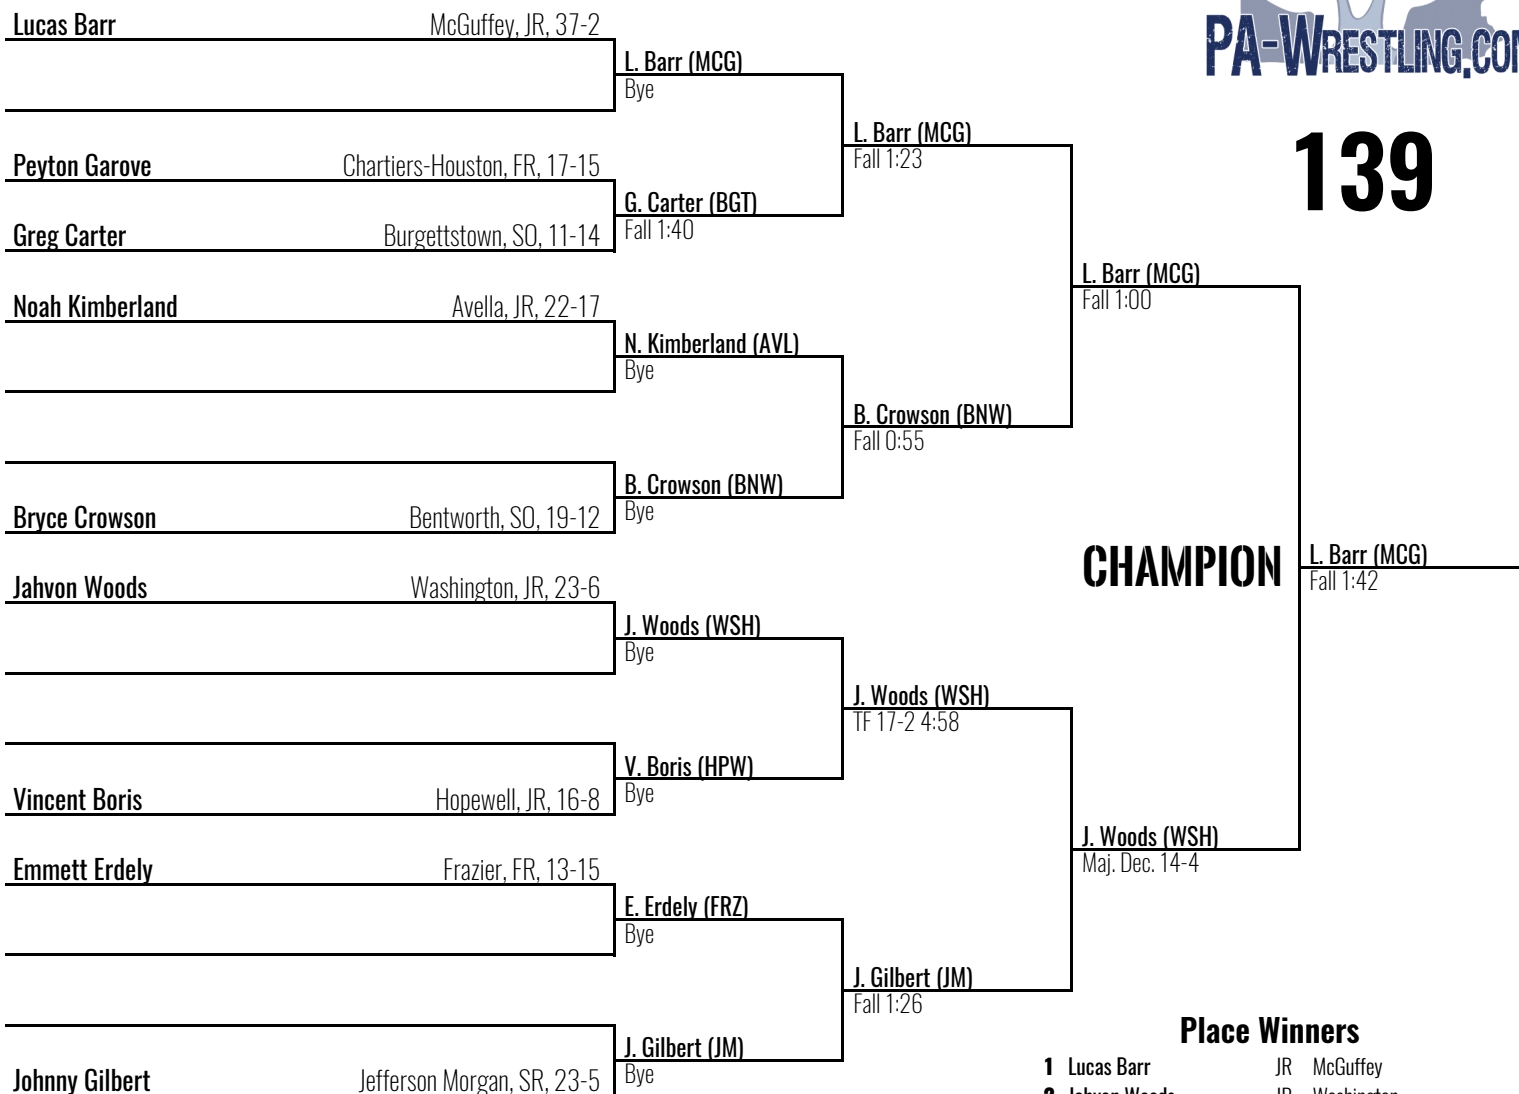 Lucas Barr McGuffey, JR, 37-2
PA-WRESTLING.CO
L. Barr (MCG)
Bye
L. Barr (MCG)
Fall 1:23
139
Peyton Garove Chartiers-Houston, FR, 17-15
G. Carter (BGT)
Fall 1:40
Greg Carter Burgettstown, SO, 11-14
L. Barr (MCG)
Fall 1:00
Noah Kimberland Avella, JR, 22-17
N. Kimberland (AVL)
Bye
B. Crowson (BNW)
Fall 0:55
B. Crowson (BNW)
Bye
Bryce Crowson Bentworth, SO, 19-12
CHAMPION
L. Barr (MCG)
Fall 1:42
Jahvon Woods Washington, JR, 23-6
J. Woods (WSH)
Bye
J. Woods (WSH)
TF 17-2 4:58
V. Boris (HPW)
Bye
Vincent Boris Hopewell, JR, 16-8
J. Woods (WSH)
Maj. Dec. 14-4
Emmett Erdely Frazier, FR, 13-15
E. Erdely (FRZ)
Bye
J. Gilbert (JM)
Fall 1:26
J. Gilbert (JM)
Bye
Johnny Gilbert Jefferson Morgan, SR, 23-5
Place Winners
1 Lucas Barr JR McGuffey
2 Jahvon Woods JR Washington